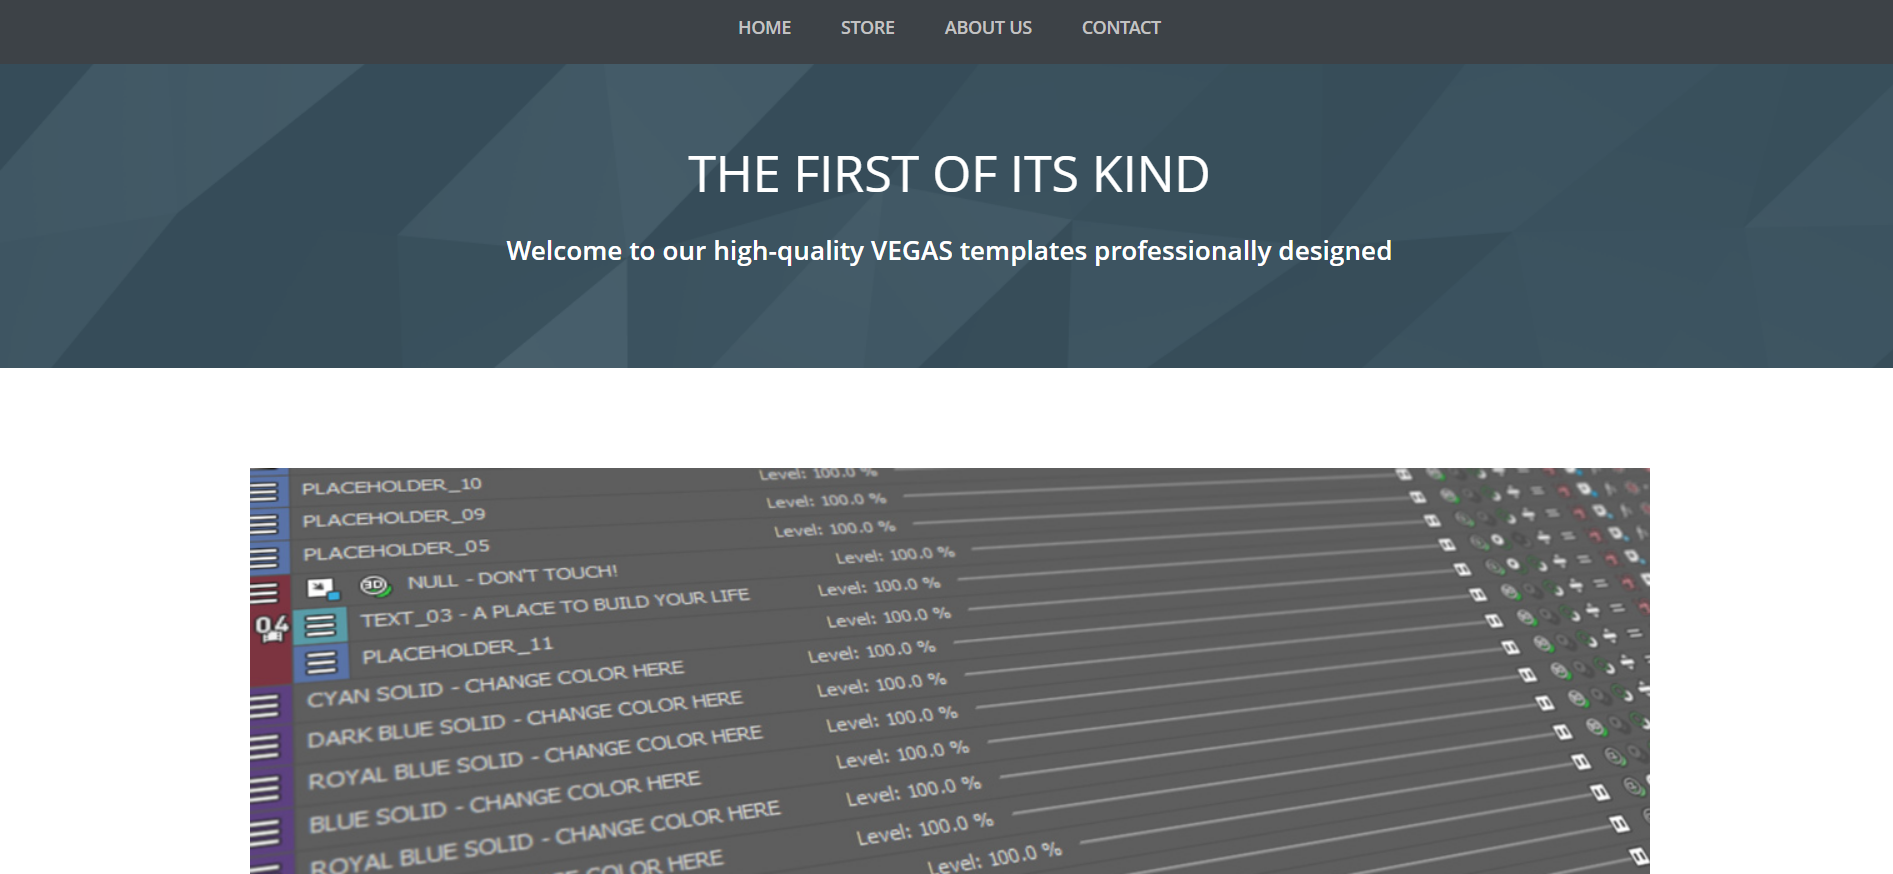 HOME STORE ABOUT US CONTACT
THE FIRST OF ITS KIND
Welcome to our high-quality VEGAS templates professionally designed
PLACEHOLDER_10 Level: 100.0 %
PLACEHOLDER_09 Level: 100.0 %
PLACEHOLDER_05 Level: 100.0 %
3D NULL - DON'T TOUCH! Level: 100.0 %
04 TEXT_03 - A PLACE TO BUILD YOUR LIFE Level: 100.0 %
PLACEHOLDER_11 Level: 100.0 %
CYAN SOLID - CHANGE COLOR HERE Level: 100.0 %
DARK BLUE SOLID - CHANGE COLOR HERE Level: 100.0 %
ROYAL BLUE SOLID - CHANGE COLOR HERE Level: 100.0 %
BLUE SOLID - CHANGE COLOR HERE Level: 100.0 %
ROYAL BLUE SOLID - CHANGE COLOR HERE Level: 100.0 %
COLOR HERE Level: 100.0 %
Level: 100.0 %